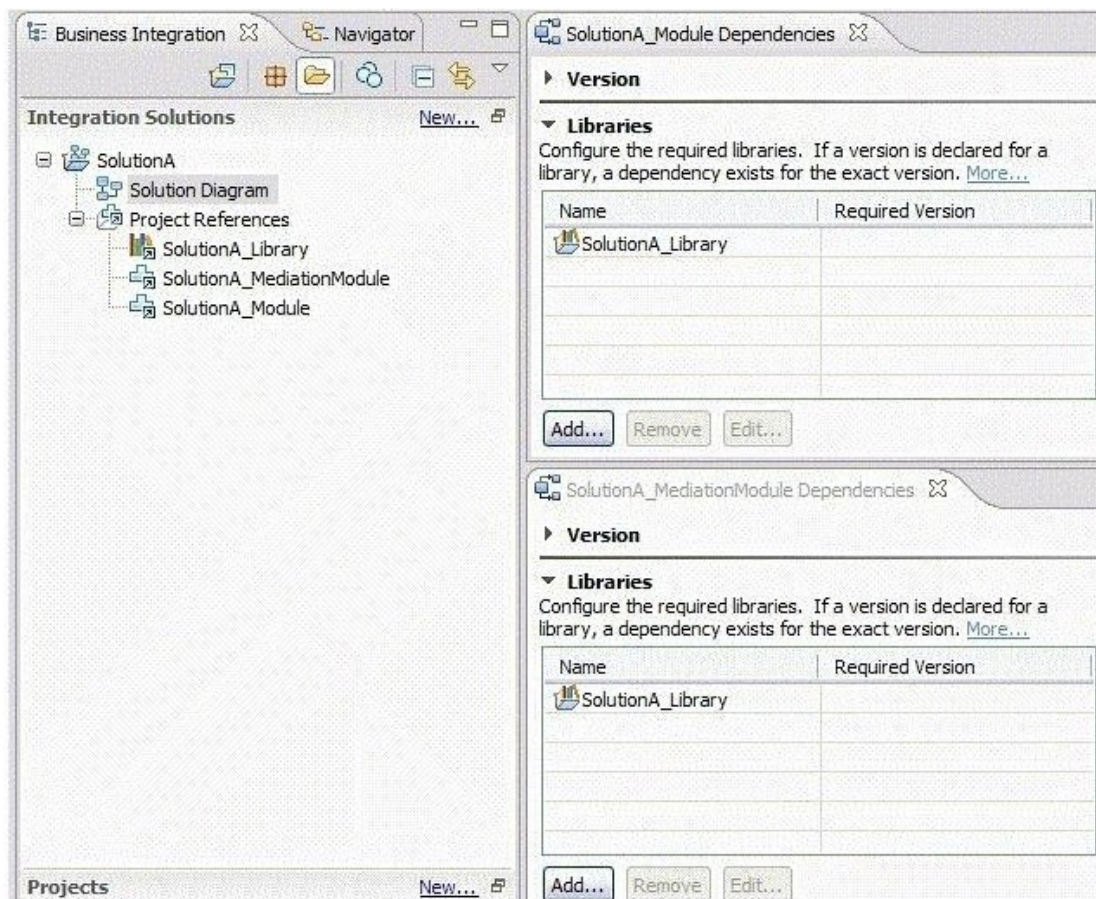 Business Integration
Navigator
Integration Solutions New...
SolutionA
Solution Diagram
Project References
SolutionA_Library
SolutionA_MediationModule
SolutionA_Module
Projects New...
SolutionA_Module Dependencies
Version
Libraries
Configure the required libraries. If a version is declared for a
library, a dependency exists for the exact version. More...
Name Required Version
SolutionA_Library
Add... Remove Edit...
SolutionA_MediationModule Dependencies
Version
Libraries
Configure the required libraries. If a version is declared for a
library, a dependency exists for the exact version. More...
Name Required Version
SolutionA_Library
Add... Remove Edit...